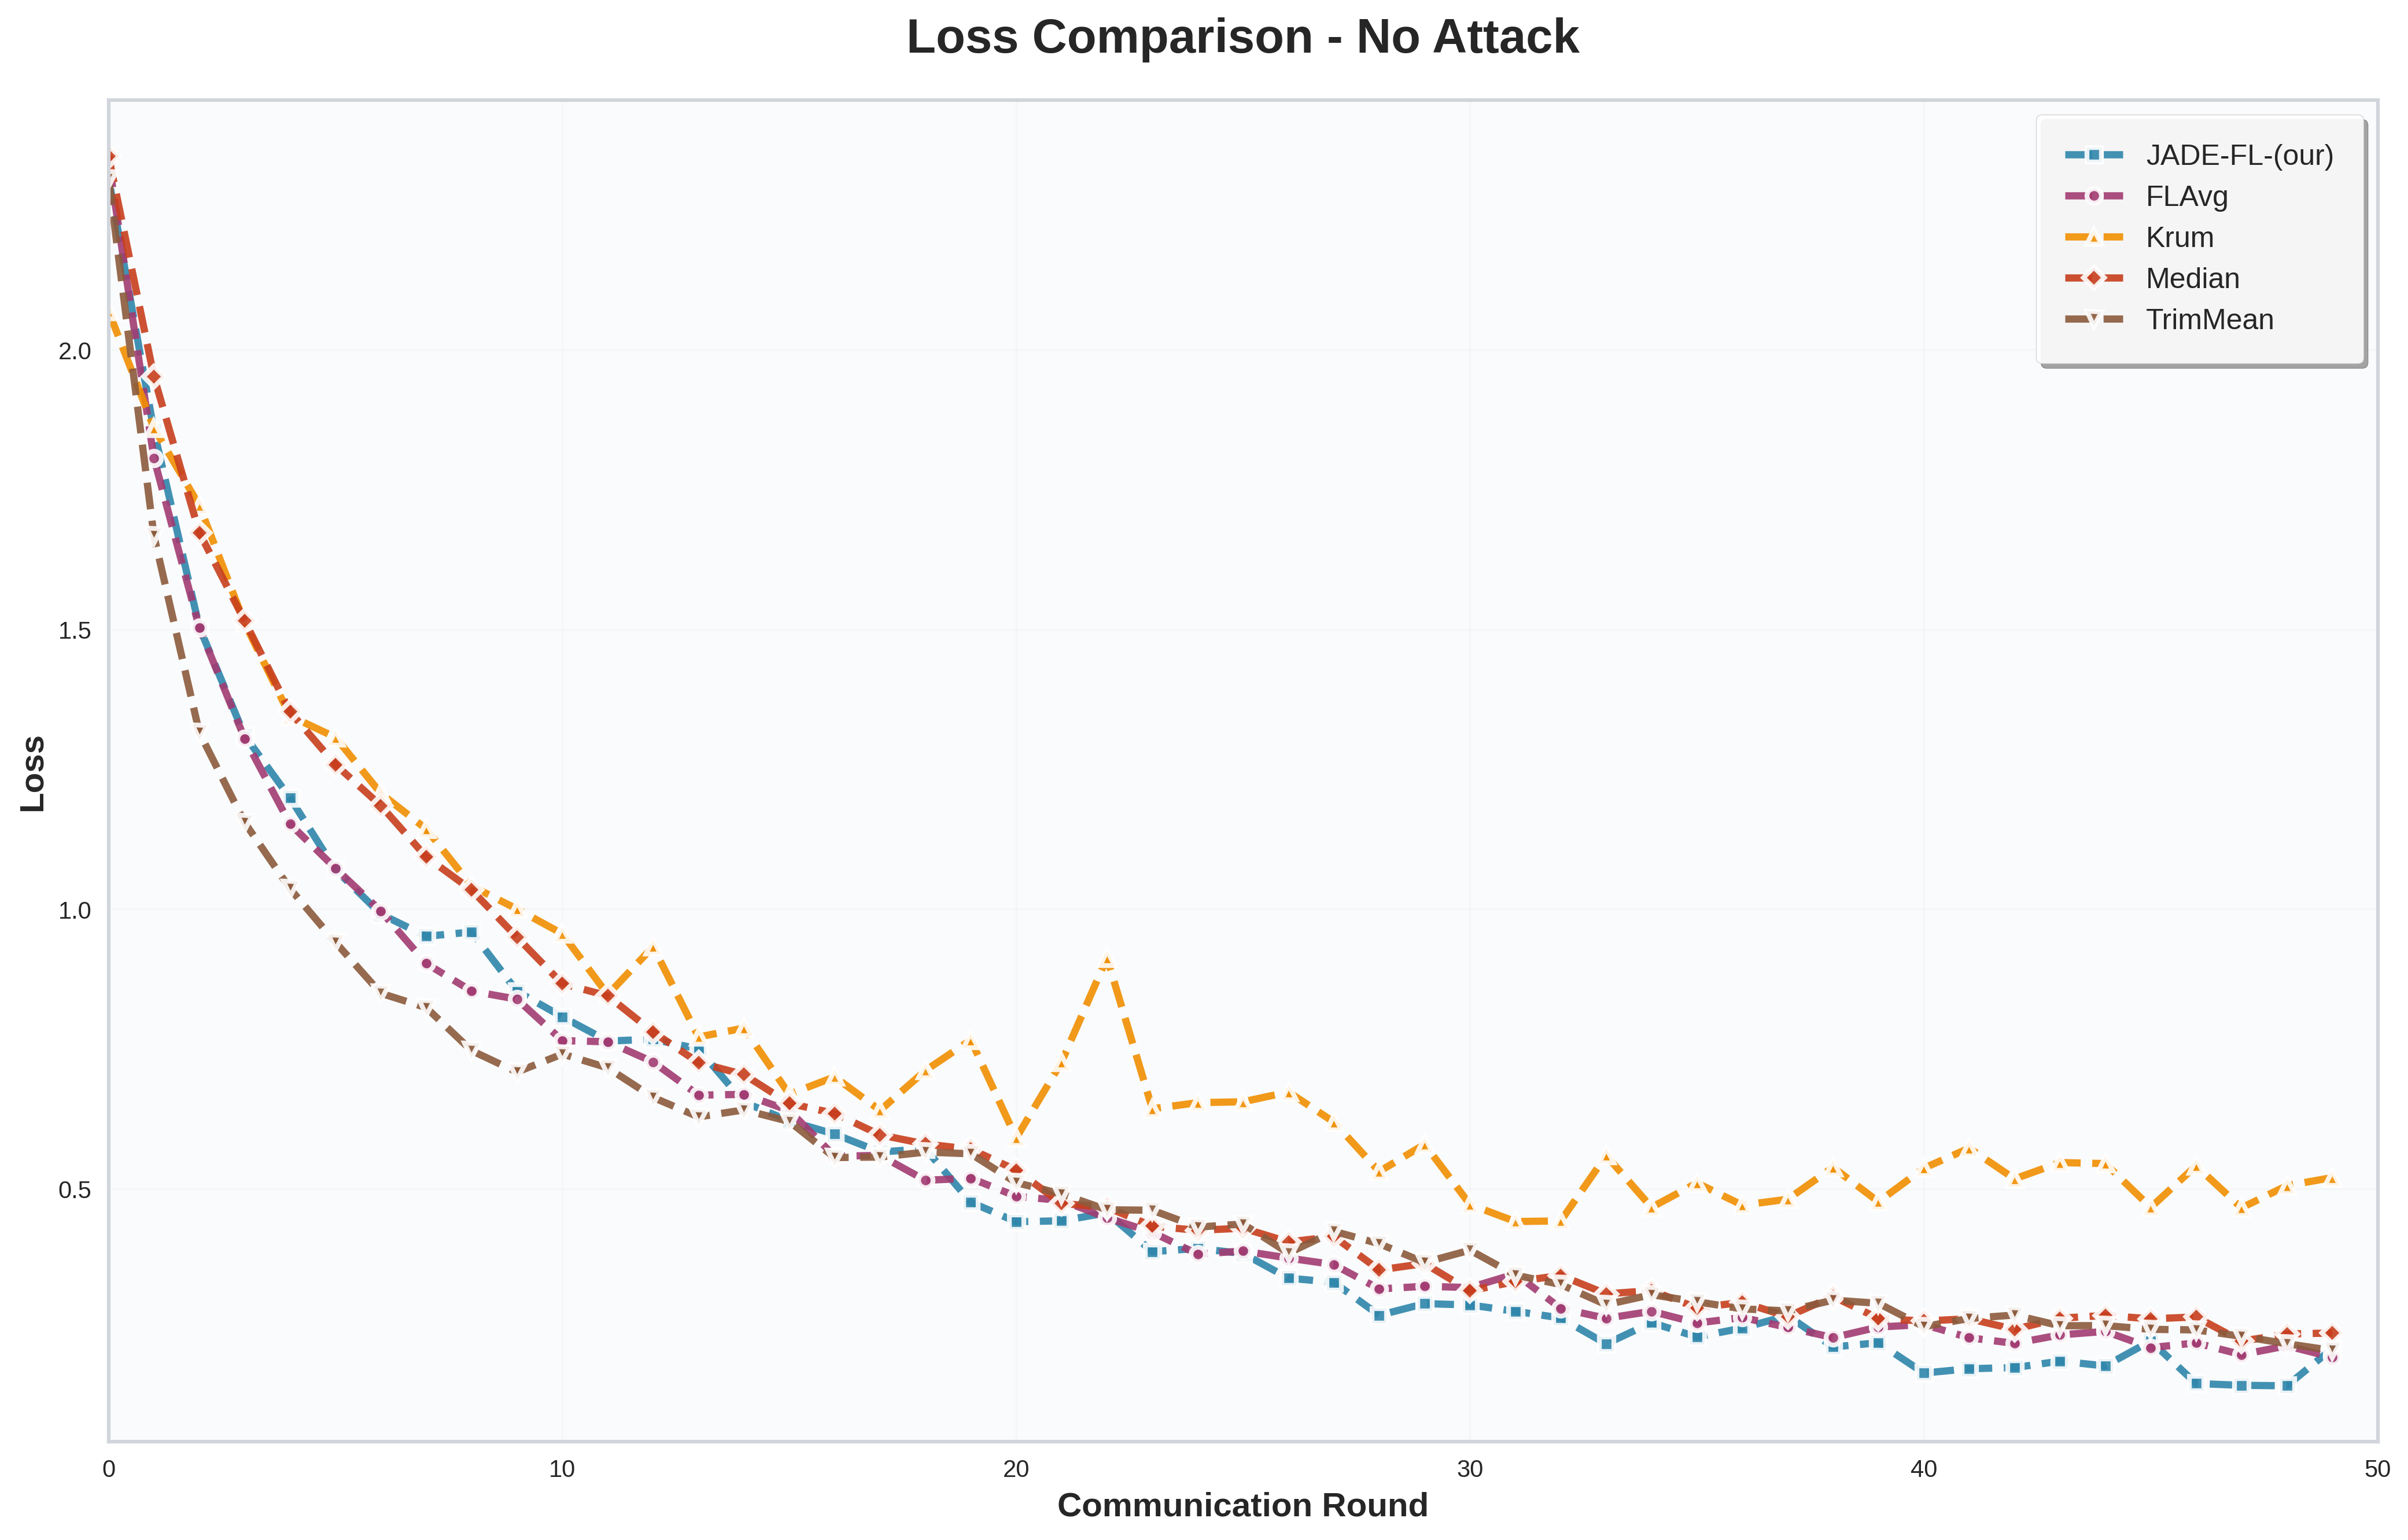 Loss Comparison - No Attack
JADE-FL-(our)
FLAvg
Krum
Median
TrimMean
2.0
1.5
1.0
0.5
Loss
0 10 20 30 40 50
Communication Round